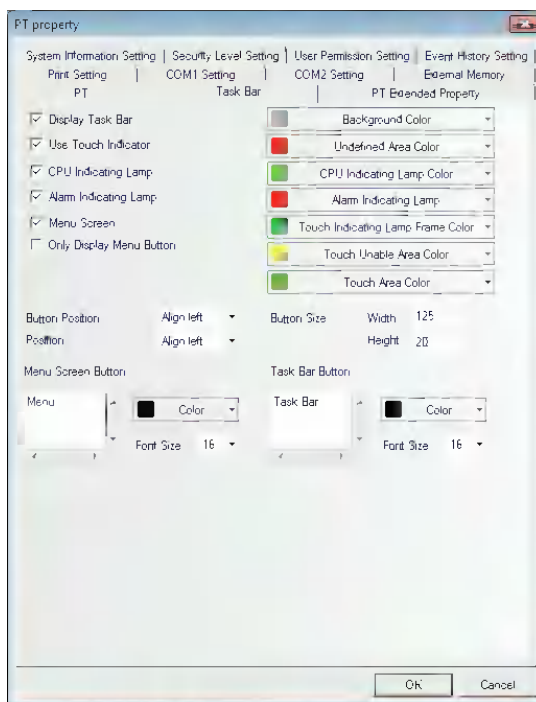 PT property
System Information Setting | Security Level Setting | User Permission Setting | Event History Setting
Print Setting | COM1 Setting | COM2 Setting | External Memory
PT Task Bar | PT Extended Property
Display Task Bar Background Color
Use Touch Indicator Undefined Area Color
CPU Indicating Lamp CPU Indicating Lamp Color
Alarm Indicating Lamp Alarm Indicating Lamp
Menu Screen Touch Indicating Lamp Frame Color
Only Display Menu Button Touch Unable Area Color
Touch Area Color
Button Position Align left Button Size Width 125
Position Align left Height 20
Menu Screen Button Task Bar Button
Menu Color Task Bar Color
Font Size 16 Font Size 16
OK Cancel